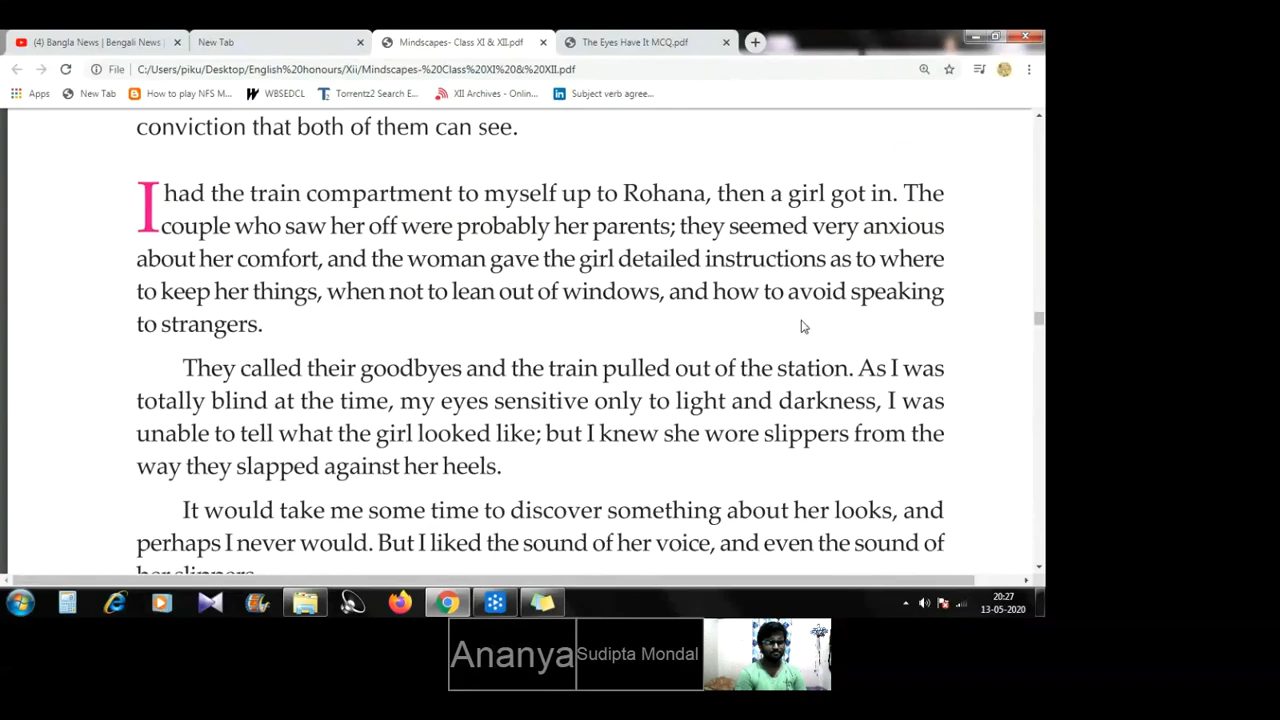 (4) Bangla News | Bengali News
New Tab
Mindscapes- Class XI & XII.pdf
The Eyes Have It MCQ.pdf
File
C:/Users/piku/Desktop/English%20honours/Xii/Mindscapes-%20Class%20XI%20&%20XII.pdf
Apps
New Tab
How to play NFS M...
WBSEDCL
Torrentz2 Search E...
XII Archives - Onlin...
Subject verb agree...
conviction that both of them can see.
I had the train compartment to myself up to Rohana, then a girl got in. The
couple who saw her off were probably her parents; they seemed very anxious
about her comfort, and the woman gave the girl detailed instructions as to where
to keep her things, when not to lean out of windows, and how to avoid speaking
to strangers.
They called their goodbyes and the train pulled out of the station. As I was
totally blind at the time, my eyes sensitive only to light and darkness, I was
unable to tell what the girl looked like; but I knew she wore slippers from the
way they slapped against her heels.
It would take me some time to discover something about her looks, and
perhaps I never would. But I liked the sound of her voice, and even the sound of
her slippers.
20:27
13-05-2020
Ananya
Sudipta Mondal